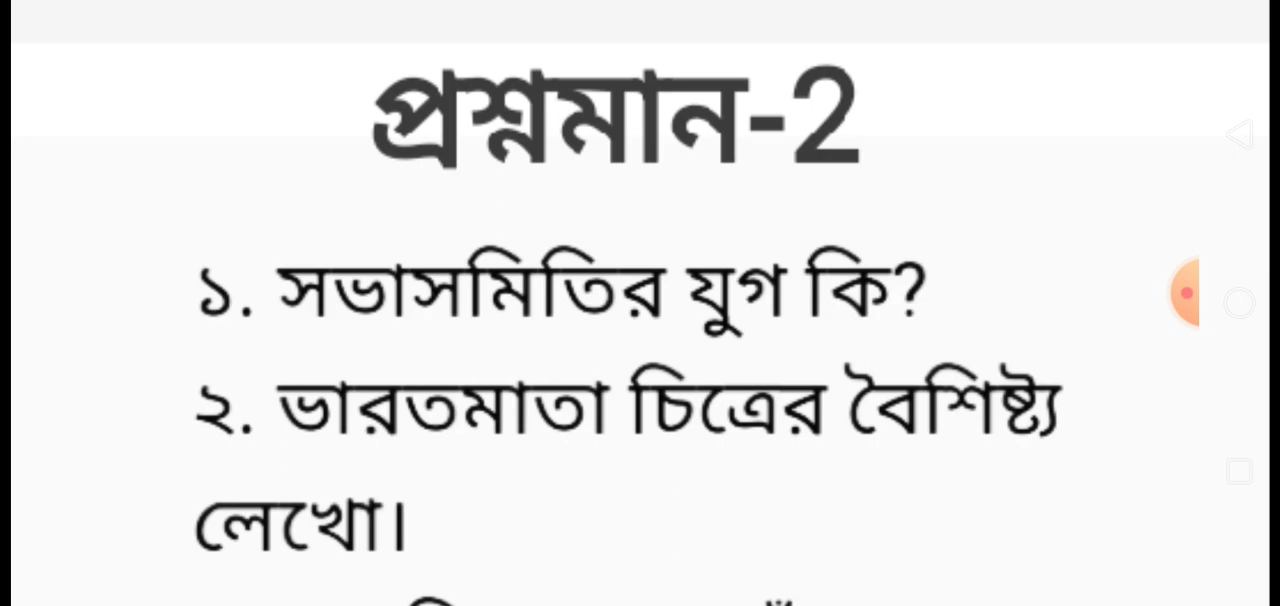 প্রশ্নমান-2
১. সভাসমিতির যুগ কি?
২. ভারতমাতা চিত্রের বৈশিষ্ট্য
লেখো।